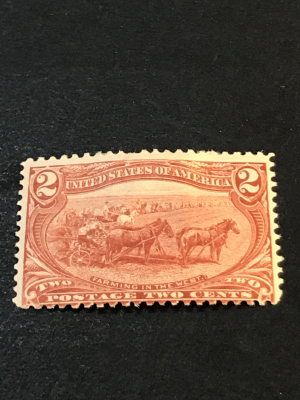 2 2
UNITED STATES OF AMERICA
FARMING IN THE WEST.
TWO TWO
POSTAGE TWO CENTS